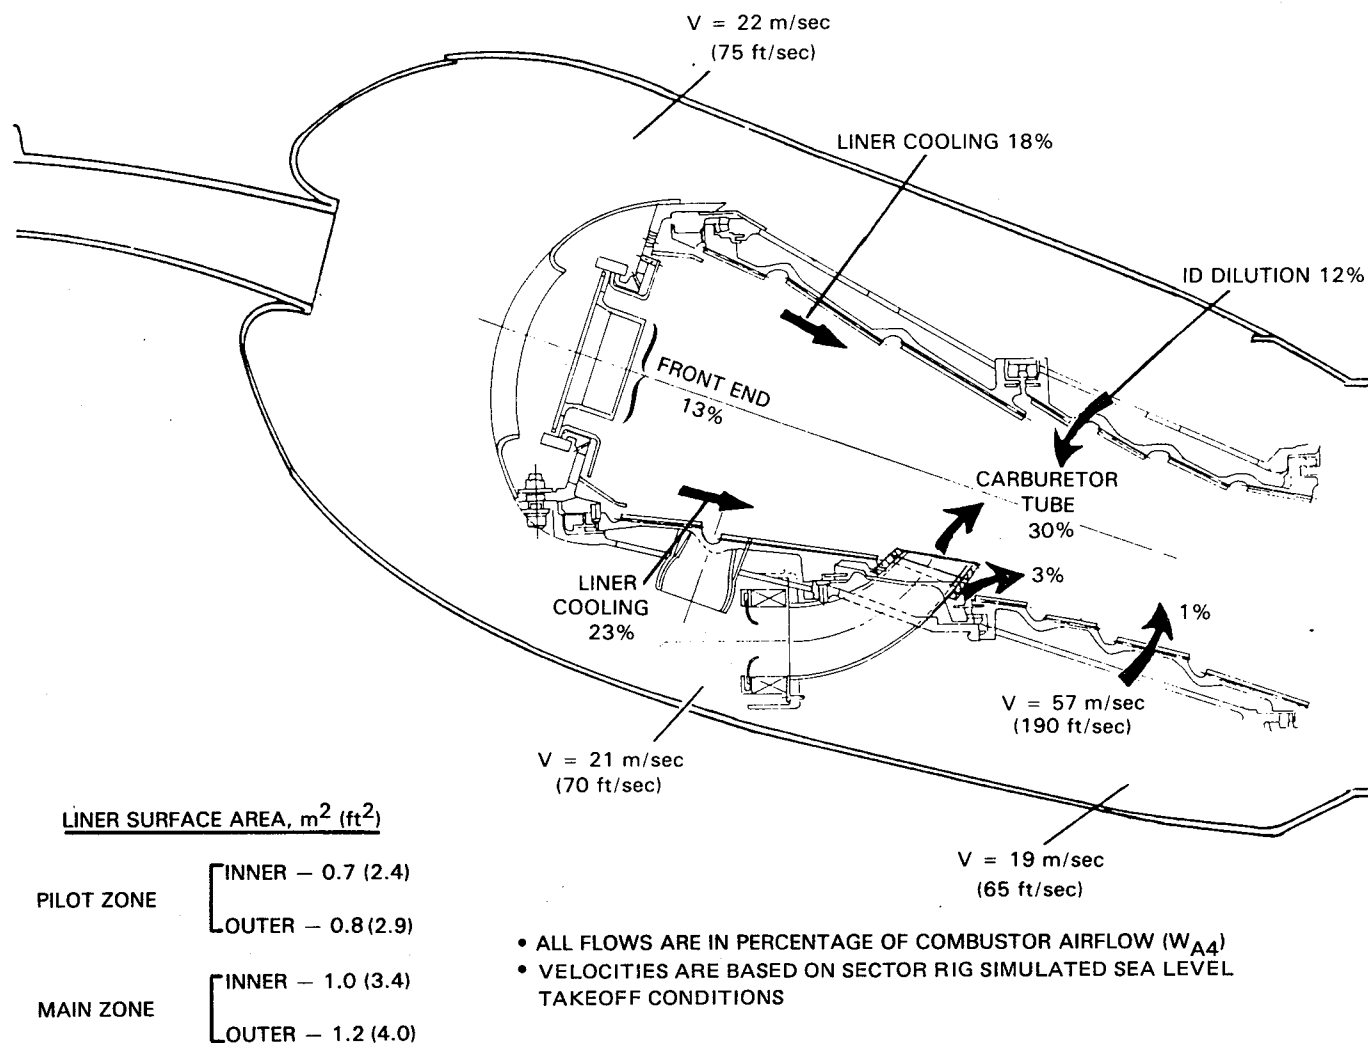 V = 22 m/sec
(75 ft/sec)
LINER COOLING 18%
ID DILUTION 12%
FRONT END
13%
CARBURETOR
TUBE
30%
3%
1%
LINER
COOLING
23%
V = 57 m/sec
(190 ft/sec)
V = 21 m/sec
(70 ft/sec)
V = 19 m/sec
(65 ft/sec)
LINER SURFACE AREA, m² (ft²)
PILOT ZONE
INNER – 0.7 (2.4)
OUTER – 0.8 (2.9)
MAIN ZONE
INNER – 1.0 (3.4)
OUTER – 1.2 (4.0)
• ALL FLOWS ARE IN PERCENTAGE OF COMBUSTOR AIRFLOW (WA4)
• VELOCITIES ARE BASED ON SECTOR RIG SIMULATED SEA LEVEL
TAKEOFF CONDITIONS